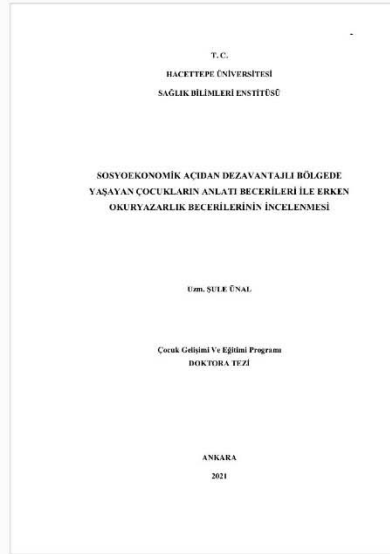 T. C.
HACETTEPE ÜNİVERSİTESİ
SAĞLIK BİLİMLERİ ENSTİTÜSÜ
SOSYOEKONOMİK AÇIDAN DEZAVANTAJLI BÖLGEDE
YAŞAYAN ÇOCUKLARIN ANLATI BECERİLERİ İLE ERKEN
OKURYAZARLIK BECERİLERİNİN İNCELENMESİ
Uzm. ŞULE ÜNAL
Çocuk Gelişimi Ve Eğitimi Programı
DOKTORA TEZİ
ANKARA
2021